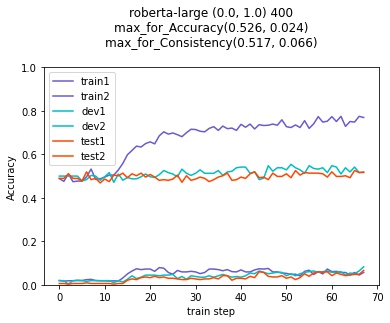 roberta-large (0.0, 1.0) 400
max_for_Accuracy(0.526, 0.024)
max_for_Consistency(0.517, 0.066)
1.0
0.8
0.6
0.4
0.2
0.0
Accuracy
train1
train2
dev1
dev2
test1
test2
0 10 20 30 40 50 60 70
train step